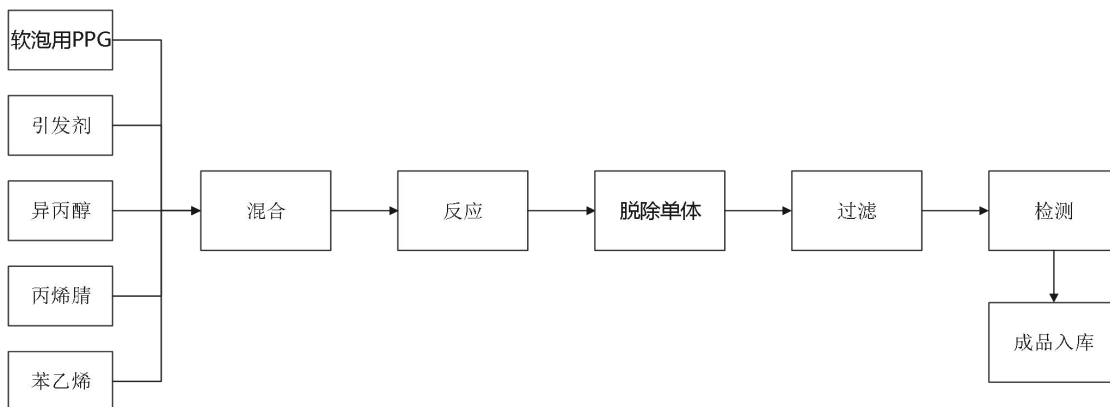 软泡用PPG
引发剂
异丙醇
丙烯腈
苯乙烯
混合
反应
脱除单体
过滤
检测
成品入库